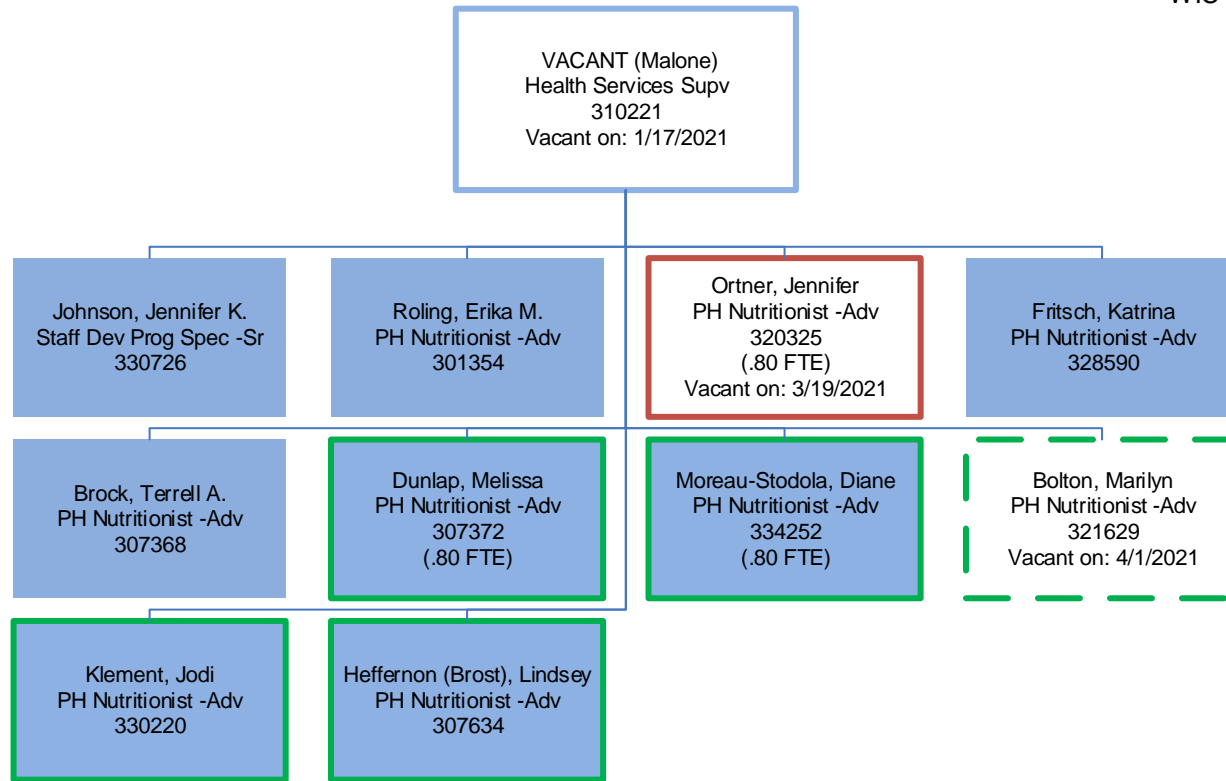 VACANT (Malone)
Health Services Supv
310221
Vacant on: 1/17/2021
Johnson, Jennifer K.
Staff Dev Prog Spec -Sr
330726
Roling, Erika M.
PH Nutritionist -Adv
301354
Ortner, Jennifer
PH Nutritionist -Adv
320325
(.80 FTE)
Vacant on: 3/19/2021
Fritsch, Katrina
PH Nutritionist -Adv
328590
Brock, Terrell A.
PH Nutritionist -Adv
307368
Dunlap, Melissa
PH Nutritionist -Adv
307372
(.80 FTE)
Moreau-Stodola, Diane
PH Nutritionist -Adv
334252
(.80 FTE)
Bolton, Marilyn
PH Nutritionist -Adv
321629
Vacant on: 4/1/2021
Klement, Jodi
PH Nutritionist -Adv
330220
Heffernon (Brost), Lindsey
PH Nutritionist -Adv
307634